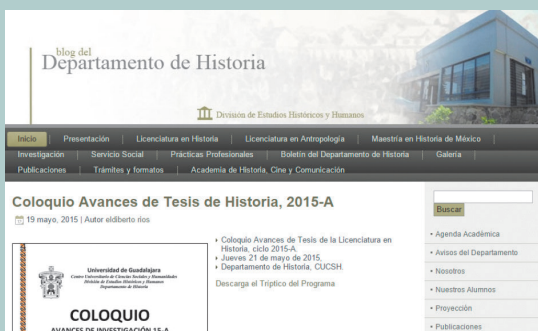 blog del
Departamento de Historia
División de Estudios Históricos y Humanos
Inicio | Presentación | Licenciatura en Historia | Licenciatura en Antropología | Maestría en Historia de México |
Investigación | Servicio Social | Prácticas Profesionales | Boletín del Departamento de Historia | Galería |
Publicaciones | Trámites y formatos | Academia de Historia, Cine y Comunicación
Coloquio Avances de Tesis de Historia, 2015-A
19 mayo, 2015 | Autor eldiberto rios
Universidad de Guadalajara
Centro Universitario de Ciencias Sociales y Humanidades
División de Estudios Históricos y Humanos
Departamento de Historia
COLOQUIO
AVANCES DE INVESTIGACIÓN 15-A
Coloquio Avances de Tesis de la Licenciatura en
Historia, ciclo 2015-A.
Jueves 21 de mayo de 2015.
Departamento de Historia, CUCSH.
Descarga el Tríptico del Programa
Buscar
Agenda Académica
Avisos del Departamento
Nosotros
Nuestros Alumnos
Proyección
Publicaciones